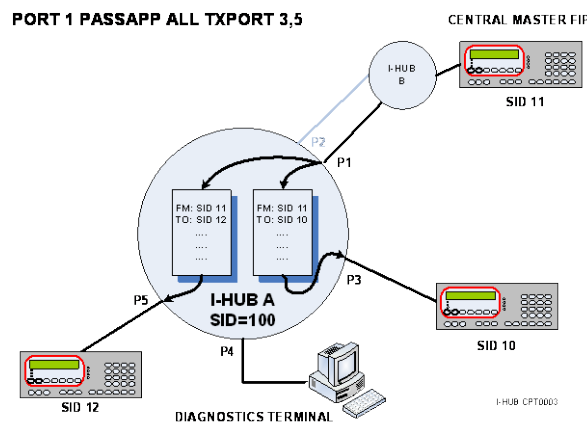 PORT 1 PASSAPP ALL TXPORT 3,5
CENTRAL MASTER FIP
I-HUB
B
SID 11
P2
P1
FM: SID 11
TO: SID 12
....
....
....
FM: SID 11
TO: SID 10
....
....
....
P3
P5
I-HUB A
SID=100
P4
SID 10
SID 12
DIAGNOSTICS TERMINAL
I-HUB CPT0003